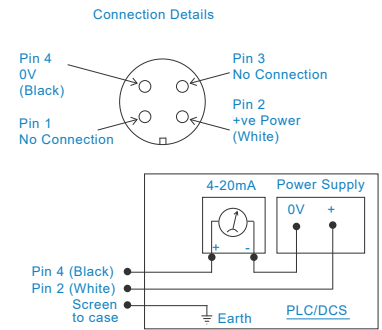 Connection Details
Pin 4
0V
(Black)
Pin 3
No Connection
Pin 1
No Connection
Pin 2
+ve Power
(White)
4-20mA
Power Supply
0V
+
+
-
Pin 4 (Black)
Pin 2 (White)
Screen
to case
Earth
PLC/DCS